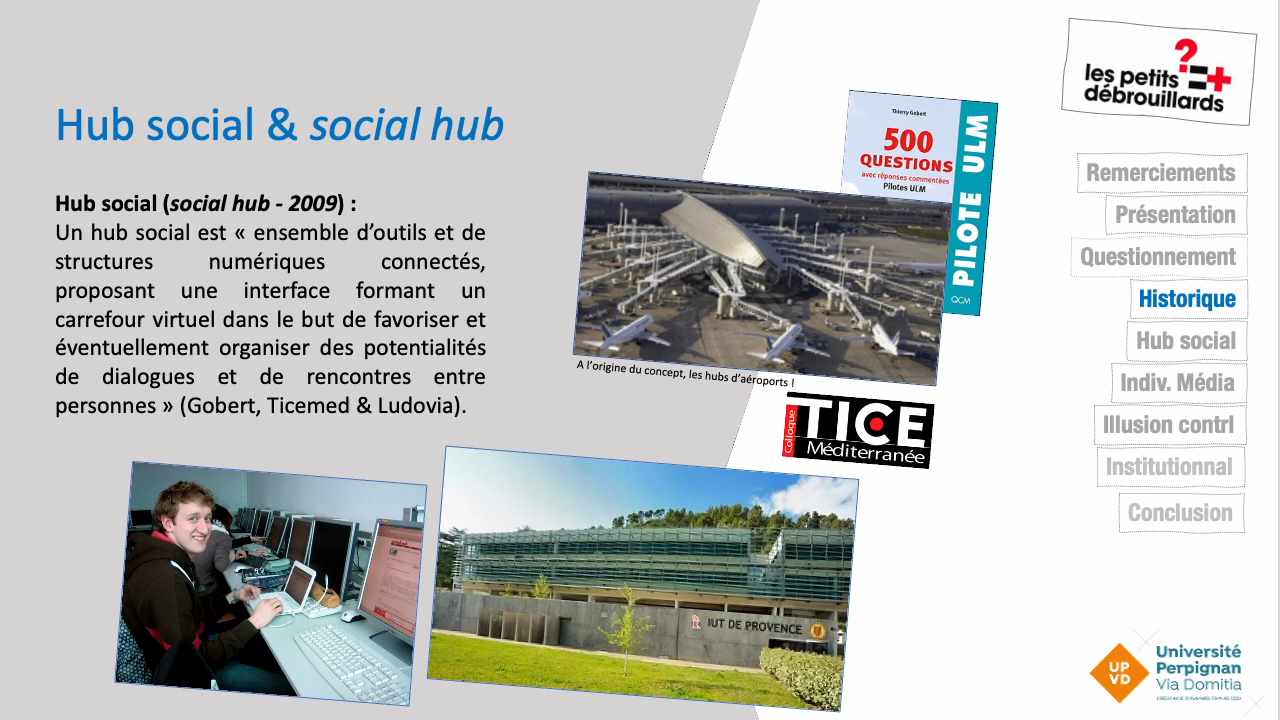 Hub social & social hub
Hub social (social hub - 2009) :
Un hub social est « ensemble d’outils et de
structures numériques connectés,
proposant une interface formant un
carrefour virtuel dans le but de favoriser et
éventuellement organiser des potentialités
de dialogues et de rencontres entre
personnes » (Gobert, Ticemed & Ludovia).
Thierry Gobert
500
QUESTIONS
avec réponses commentées
Pilotes ULM
PILOTE ULM
QCM
A l’origine du concept, les hubs d’aéroports !
Colloque
TICE
Méditerranée
IUT DE PROVENCE
les petits
débrouillards
Remerciements
Présentation
Questionnement
Historique
Hub social
Indiv. Média
Illusion contrl
Institutionnal
Conclusion
UP
VD
Université
Perpignan
Via Domitia